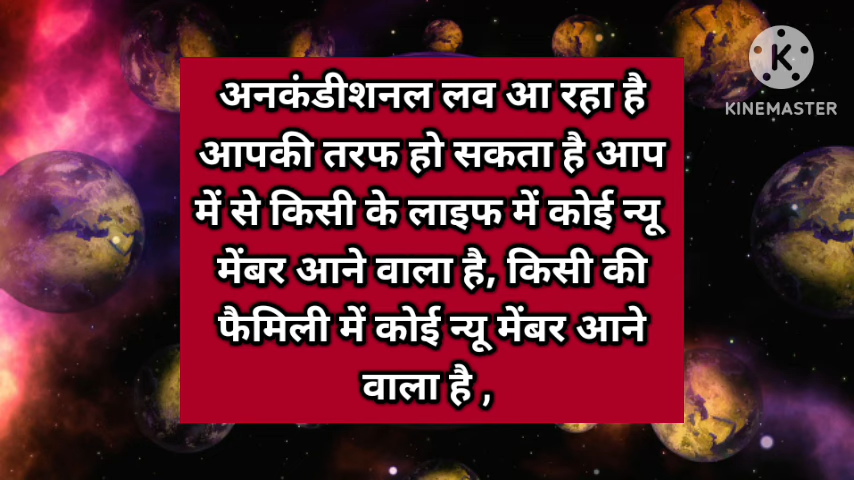 KINEMASTER
अनकंडीशनल लव आ रहा है
आपकी तरफ हो सकता है आप
में से किसी के लाइफ में कोई न्यू
मेंबर आने वाला है, किसी की
फैमिली में कोई न्यू मेंबर आने
वाला है ,